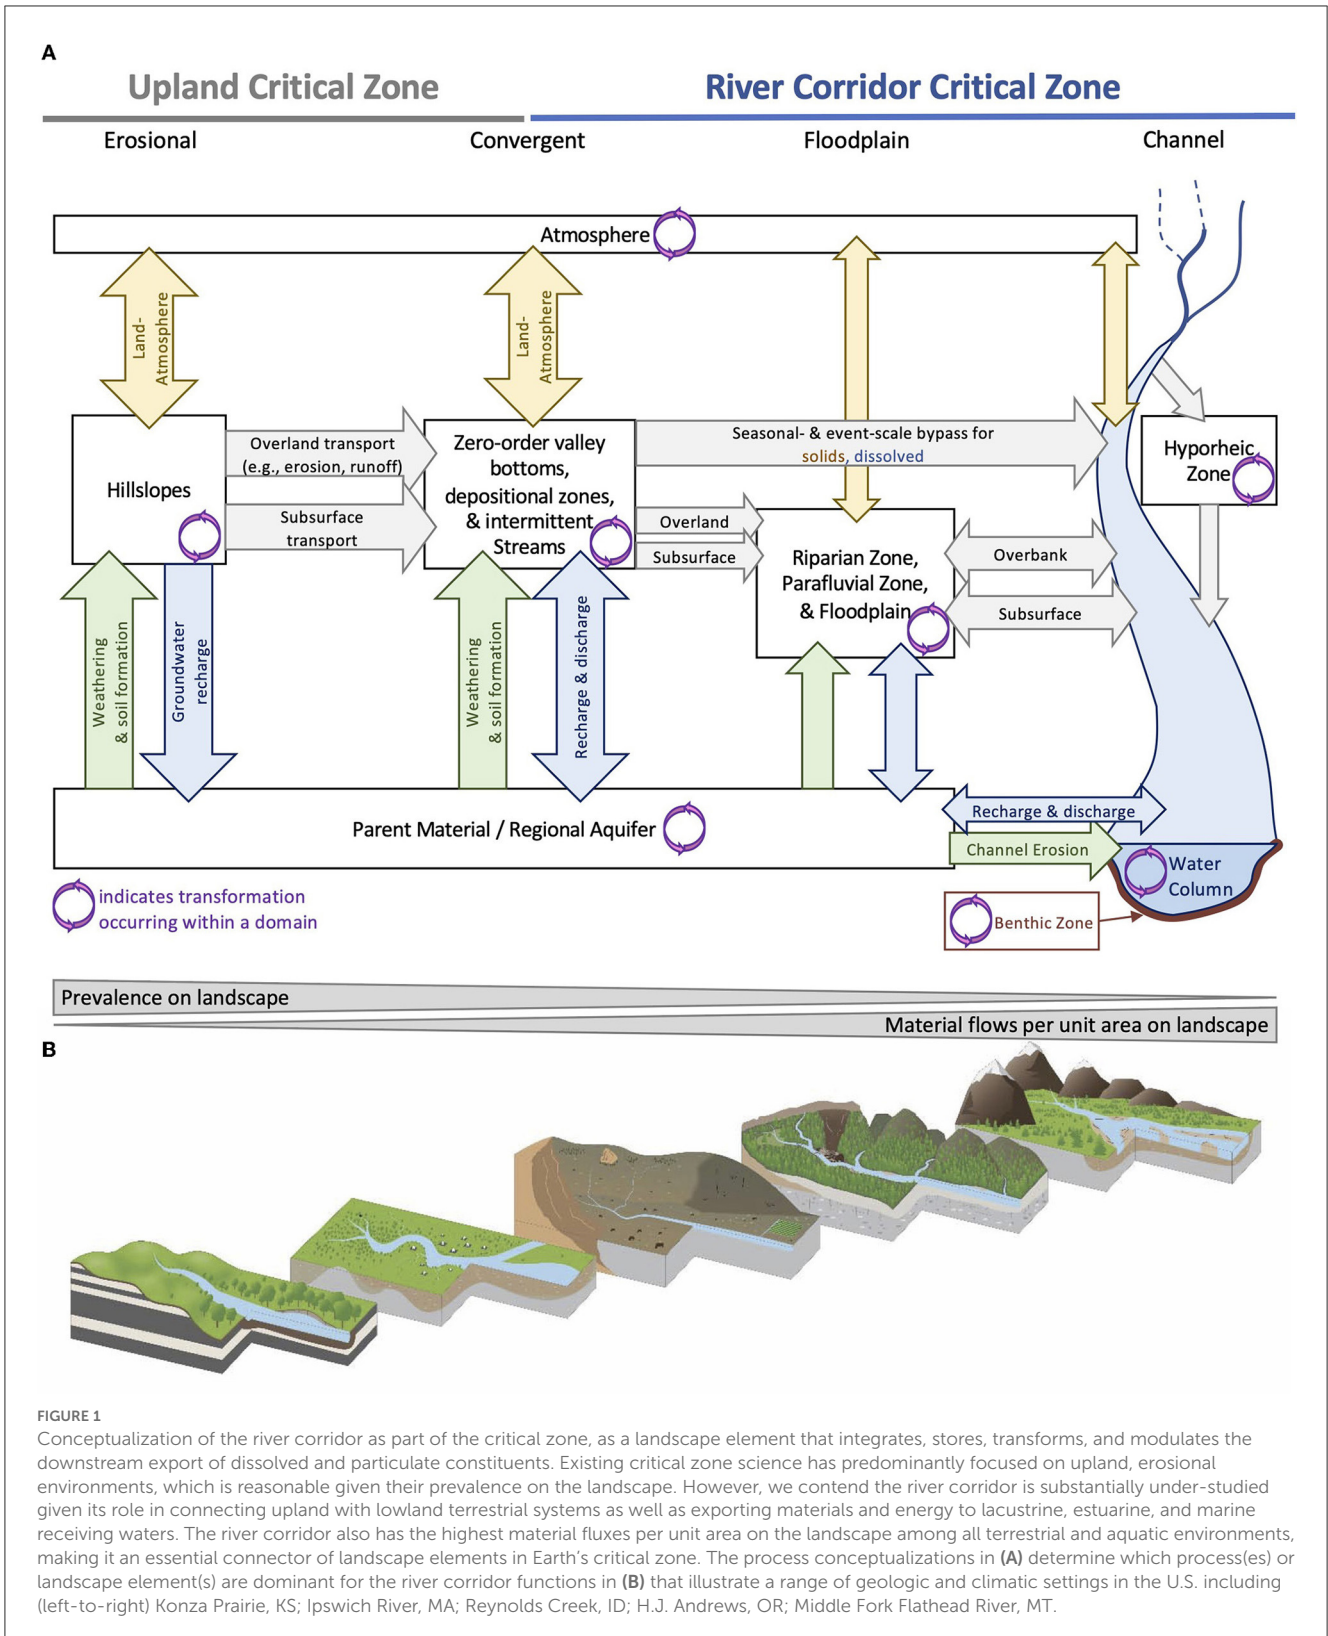 A
Upland Critical Zone
River Corridor Critical Zone
Erosional
Convergent
Floodplain
Channel
Atmosphere
Land-
Atmosphere
Land-
Atmosphere
Hillslopes
Overland transport
(e.g., erosion, runoff)
Subsurface
transport
Zero-order valley
bottoms,
depositional zones,
& intermittent
Streams
Seasonal- & event-scale bypass for
solids, dissolved
Hyporheic
Zone
Overland
Subsurface
Riparian Zone,
Parafluvial Zone,
& Floodplain
Overbank
Subsurface
Weathering
& soil formation
Groundwater
recharge
Weathering
& soil formation
Recharge & discharge
Parent Material / Regional Aquifer
Recharge & discharge
Channel Erosion
Water
Column
Benthic Zone
indicates transformation
occurring within a domain
Prevalence on landscape
Material flows per unit area on landscape
B
FIGURE 1
Conceptualization of the river corridor as part of the critical zone, as a landscape element that integrates, stores, transforms, and modulates the
downstream export of dissolved and particulate constituents. Existing critical zone science has predominantly focused on upland, erosional
environments, which is reasonable given their prevalence on the landscape. However, we contend the river corridor is substantially under-studied
given its role in connecting upland with lowland terrestrial systems as well as exporting materials and energy to lacustrine, estuarine, and marine
receiving waters. The river corridor also has the highest material fluxes per unit area on the landscape among all terrestrial and aquatic environments,
making it an essential connector of landscape elements in Earth's critical zone. The process conceptualizations in (A) determine which process(es) or
landscape element(s) are dominant for the river corridor functions in (B) that illustrate a range of geologic and climatic settings in the U.S. including
(left-to-right) Konza Prairie, KS; Ipswich River, MA; Reynolds Creek, ID; H.J. Andrews, OR; Middle Fork Flathead River, MT.